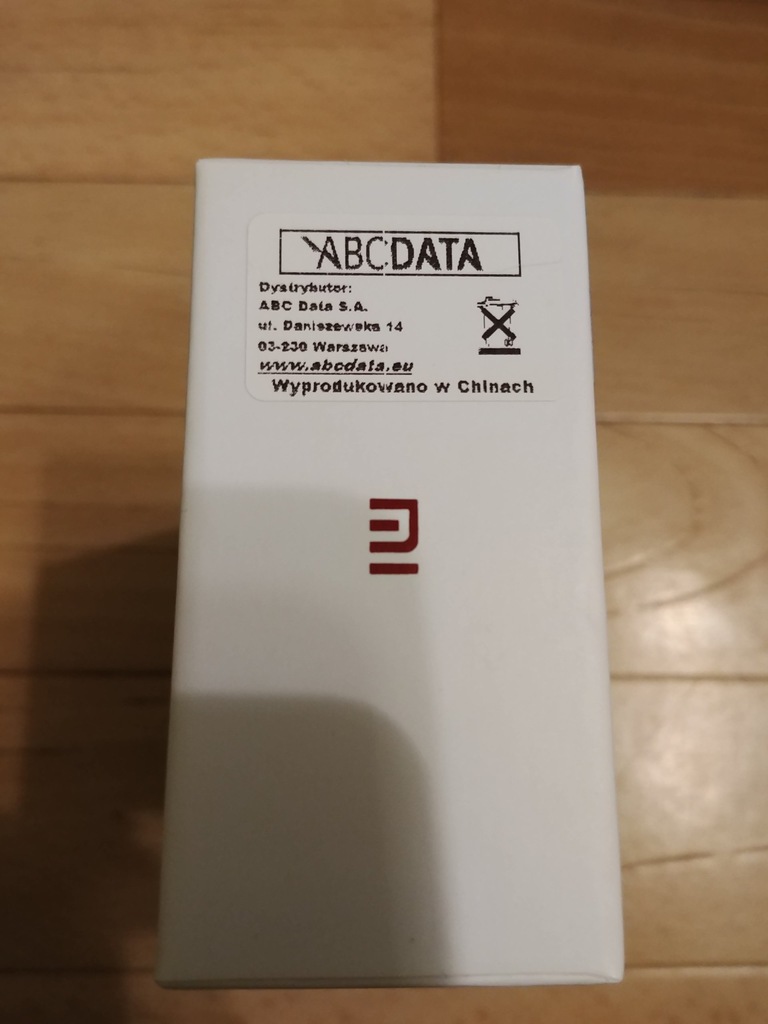 ABCDATA
Dystrybutor:
ABC Data S.A.
ul. Daniszewska 14
03-230 Warszawa
www.abcdata.eu
Wyprodukowano w Chinach